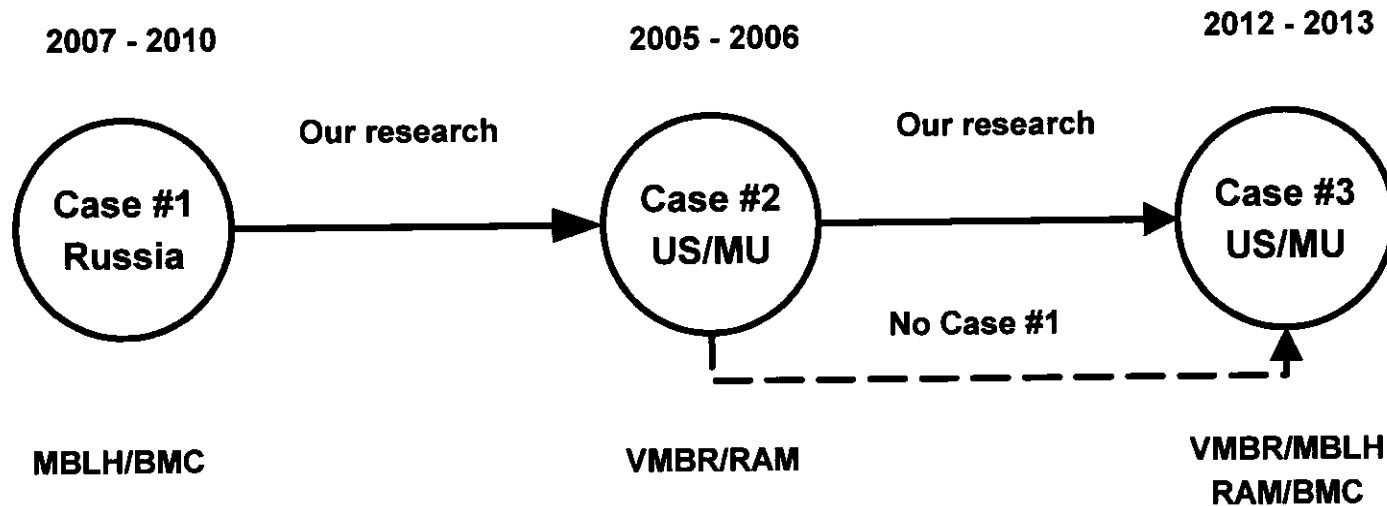 2007 - 2010
2005 - 2006
2012 - 2013
Our research
Our research
Case #1
Russia
Case #2
US/MU
Case #3
US/MU
No Case #1
MBLH/BMC
VMBR/RAM
VMBR/MBLH
RAM/BMC